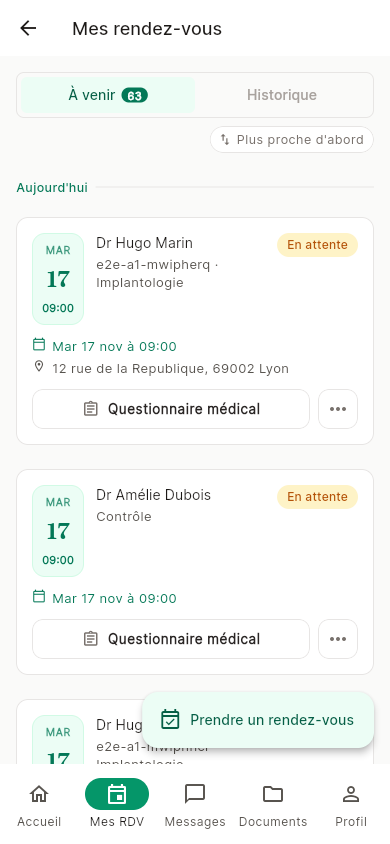 Mes rendez-vous
À venir 63
Historique
Plus proche d'abord
Aujourd'hui
MAR
17
09:00
Dr Hugo Marin
e2e-a1-mwipherq ·
Implantologie
En attente
Mar 17 nov à 09:00
12 rue de la Republique, 69002 Lyon
Questionnaire médical
MAR
17
09:00
Dr Amélie Dubois
Contrôle
En attente
Mar 17 nov à 09:00
Questionnaire médical
MAR
17
Dr Hug
Prendre un rendez-vous
Accueil
Mes RDV
Messages
Documents
Profil